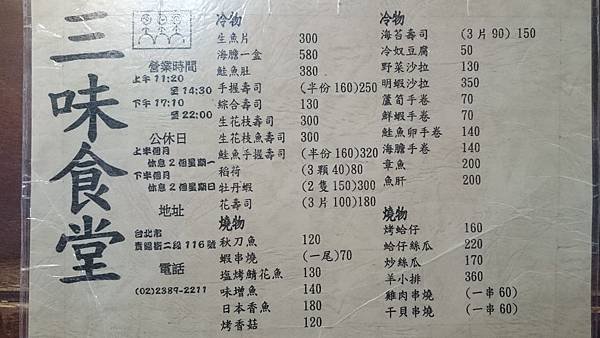 三味食堂
營業時間
上午 11:20
至 14:30
下午 17:10
至 22:00
公休日
上半個月
休息 2 個星期一
下半個月
休息 2 個星期日
地址
台北市
貴陽街二段 116 號
電話
(02)2389-2211
冷物
生魚片 300
海膽一盒 580
鮭魚肚 380
手握壽司 (半份 160)250
綜合壽司 130
生花枝壽司 300
生花枝魚壽司 300
鮭魚手握壽司 (半份 160)320
稻荷 (3 顆 40)80
牡丹蝦 (2 隻 150)300
花壽司 (3 片 100)180
燒物
秋刀魚 120
蝦串燒 (一尾)70
塩烤鯖花魚 130
味增魚 140
日本香魚 180
烤香菇 120
冷物
海苔壽司 (3 片 90) 150
冷奴豆腐 50
野菜沙拉 130
明蝦沙拉 350
蘆筍手卷 70
鮮蝦手卷 70
鮭魚卵手卷 140
海膽手卷 140
章魚 200
魚肝 200
燒物
烤蛤仔 160
蛤仔絲瓜 220
炒絲瓜 170
羊小排 360
雞肉串燒 (一串 60)
干貝串燒 (一串 60)